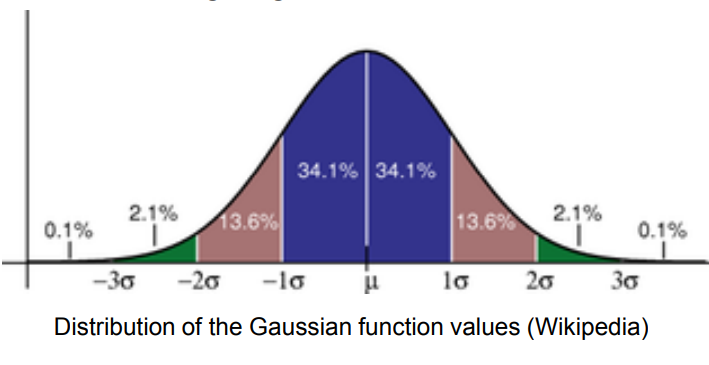 34.1% 34.1%
0.1% 2.1% 13.6% 13.6% 2.1% 0.1%
−3σ −2σ −1σ μ 1σ 2σ 3σ
Distribution of the Gaussian function values (Wikipedia)